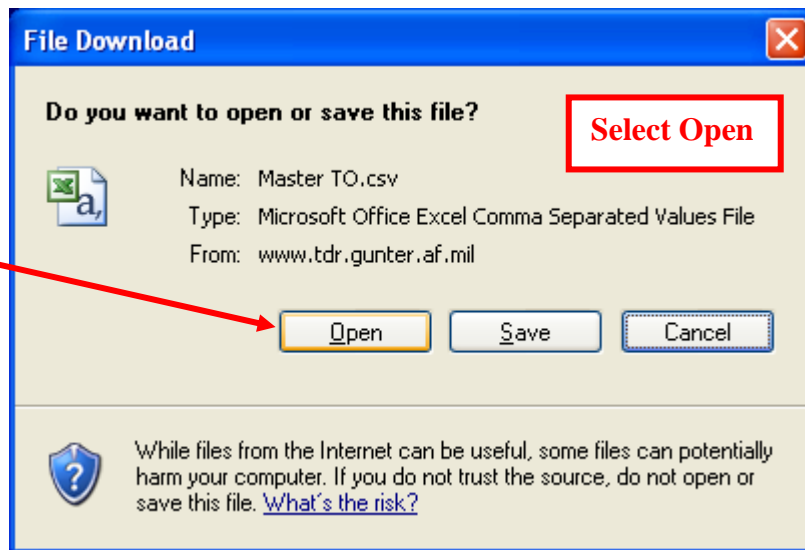 File Download
Do you want to open or save this file?
Select Open
Name: Master TO.csv
Type: Microsoft Office Excel Comma Separated Values File
From: www.tdr.gunter.af.mil
Open Save Cancel
While files from the Internet can be useful, some files can potentially
harm your computer. If you do not trust the source, do not open or
save this file. What's the risk?